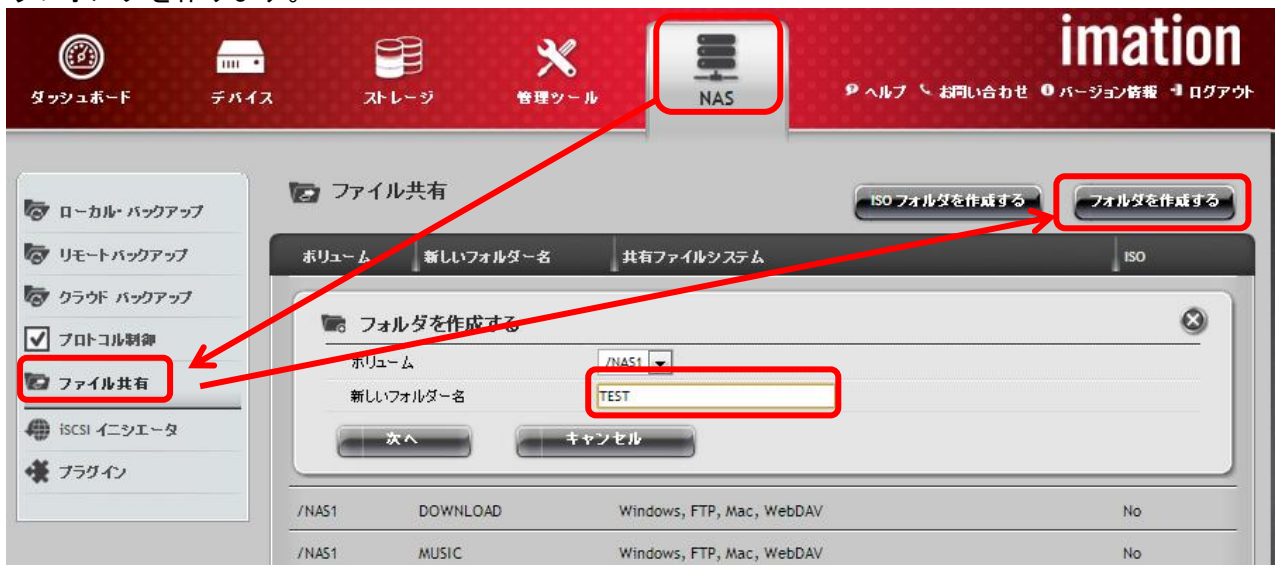 imation
ダッシュボード デバイス ストレージ 管理ツール NAS
ヘルプ お問い合わせ バージョン情報 ログアウト
ローカル・バックアップ
リモートバックアップ
クラウド バックアップ
プロトコル制御
ファイル共有
iSCSI イニシエータ
プラグイン
ファイル共有
ISO フォルダを作成する フォルダを作成する
ボリューム 新しいフォルダー名 共有ファイルシステム ISO
フォルダを作成する
ボリューム /NAS1
新しいフォルダー名 TEST
次へ キャンセル
/NAS1 DOWNLOAD Windows, FTP, Mac, WebDAV No
/NAS1 MUSIC Windows, FTP, Mac, WebDAV No